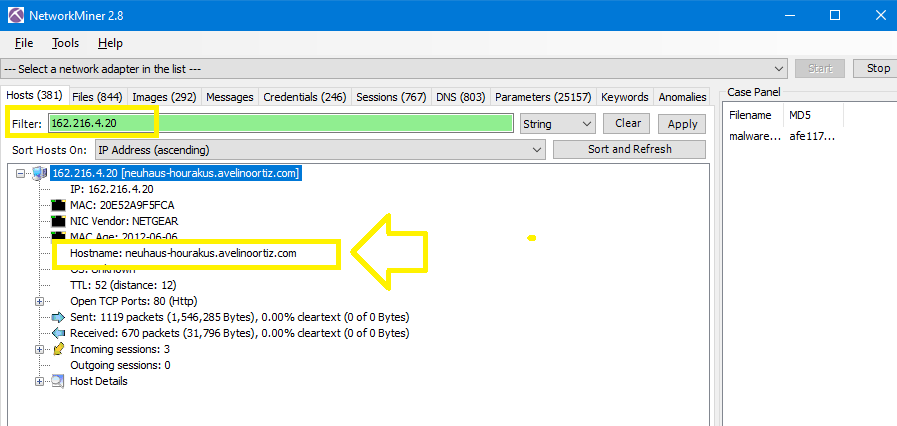 NetworkMiner 2.8
File Tools Help
--- Select a network adapter in the list --- Start Stop
Hosts (381) Files (844) Images (292) Messages Credentials (246) Sessions (767) DNS (803) Parameters (25157) Keywords Anomalies
Case Panel
Filter: 162.216.4.20 String Clear Apply
Filename MD5
malware... afe117...
Sort Hosts On: IP Address (ascending) Sort and Refresh
162.216.4.20 [neuhaus-hourakus.avelinoortiz.com]
IP: 162.216.4.20
MAC: 20E52A9F5FCA
NIC Vendor: NETGEAR
MAC Age: 2012-06-06
Hostname: neuhaus-hourakus.avelinoortiz.com
OS: Unknown
TTL: 52 (distance: 12)
Open TCP Ports: 80 (Http)
Sent: 1119 packets (1,546,285 Bytes), 0.00% cleartext (0 of 0 Bytes)
Received: 670 packets (31,796 Bytes), 0.00% cleartext (0 of 0 Bytes)
Incoming sessions: 3
Outgoing sessions: 0
Host Details